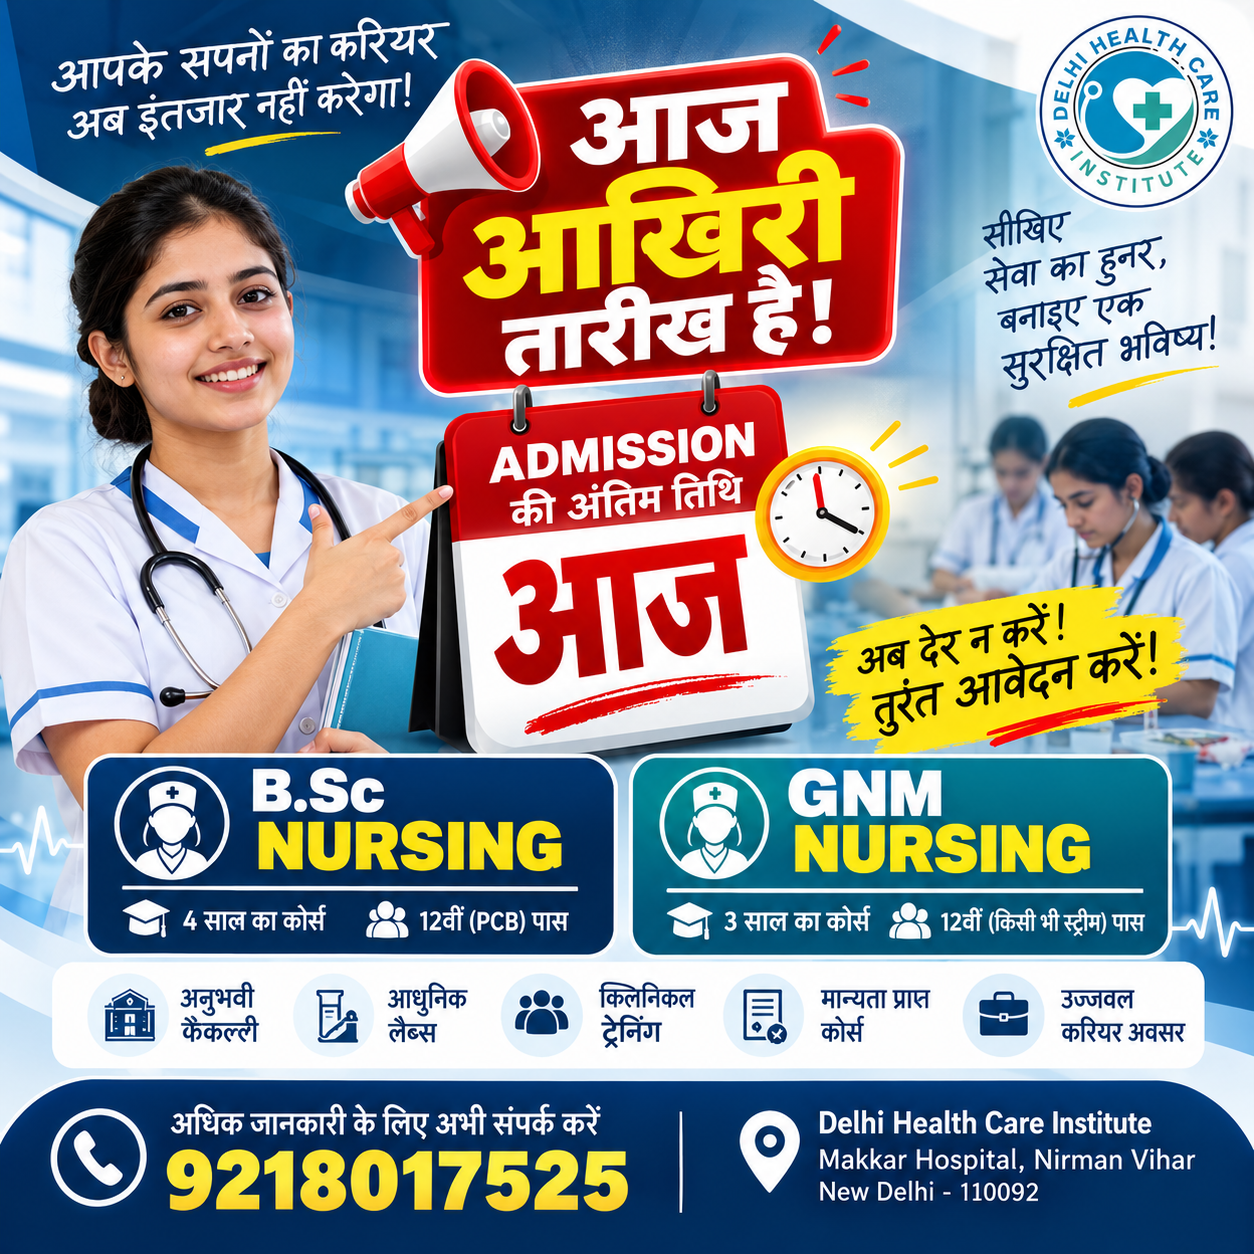 आपके सपनों का करियर
अब इंतजार नहीं करेगा!
आज
आखिरी
तारीख है!
DELHI HEALTH CARE
INSTITUTE
सीखिए
सेवा का हुनर,
बनाइए एक
सुरक्षित भविष्य!
ADMISSION
की अंतिम तिथि
आज
अब देर न करें!
तुरंत आवेदन करें!
B.Sc
NURSING
4 साल का कोर्स
12वीं (PCB) पास
GNM
NURSING
3 साल का कोर्स
12वीं (किसी भी स्ट्रीम) पास
अनुभवी
कैकल्ली
आधुनिक
लैब्स
क्लिनिकल
ट्रेनिंग
मान्यता प्राप्त
कोर्स
उज्जवल
करियर अवसर
अधिक जानकारी के लिए अभी संपर्क करें
9218017525
Delhi Health Care Institute
Makkar Hospital, Nirman Vihar
New Delhi - 110092